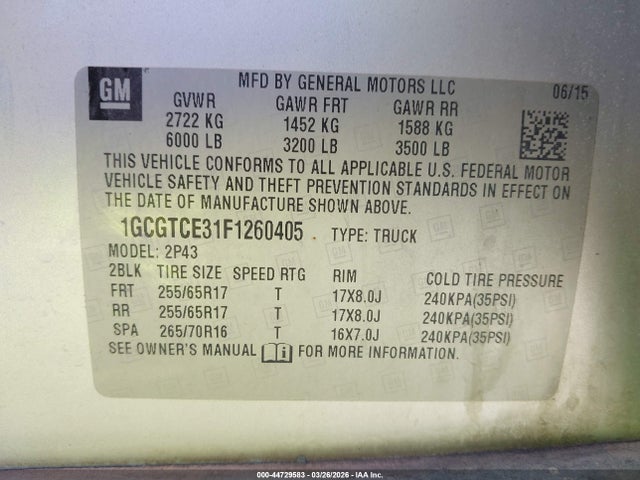 GM
MFD BY GENERAL MOTORS LLC 06/15
GVWR GAWR FRT GAWR RR
2722 KG 1452 KG 1588 KG
6000 LB 3200 LB 3500 LB
THIS VEHICLE CONFORMS TO ALL APPLICABLE U.S. FEDERAL MOTOR
VEHICLE SAFETY AND THEFT PREVENTION STANDARDS IN EFFECT ON
THE DATE OF MANUFACTURE SHOWN ABOVE.
1GCGTCE31F1260405 TYPE: TRUCK
MODEL: 2P43
2BLK TIRE SIZE SPEED RTG RIM COLD TIRE PRESSURE
FRT 255/65R17 T 17X8.0J 240KPA(35PSI)
RR 255/65R17 T 17X8.0J 240KPA(35PSI)
SPA 265/70R16 T 16X7.0J 240KPA(35PSI)
SEE OWNER'S MANUAL FOR MORE INFORMATION.
000-44729583 - 03/26/2026 - IAA Inc.